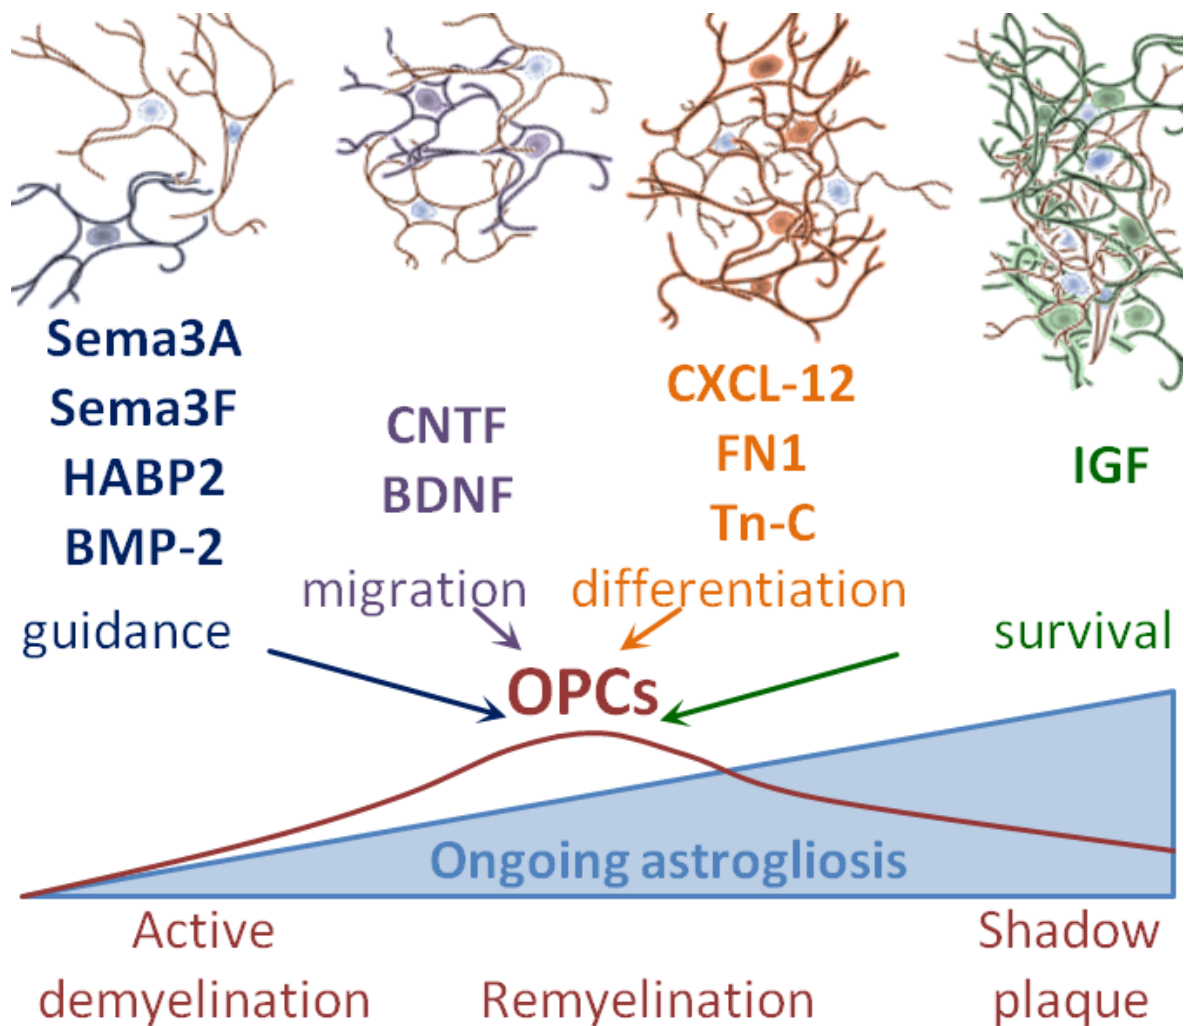 Sema3A
Sema3F
HABP2
BMP-2
guidance
CNTF
BDNF
migration
CXCL-12
FN1
Tn-C
differentiation
IGF
survival
OPCs
Ongoing astrogliosis
Active
demyelination
Remyelination
Shadow
plaque